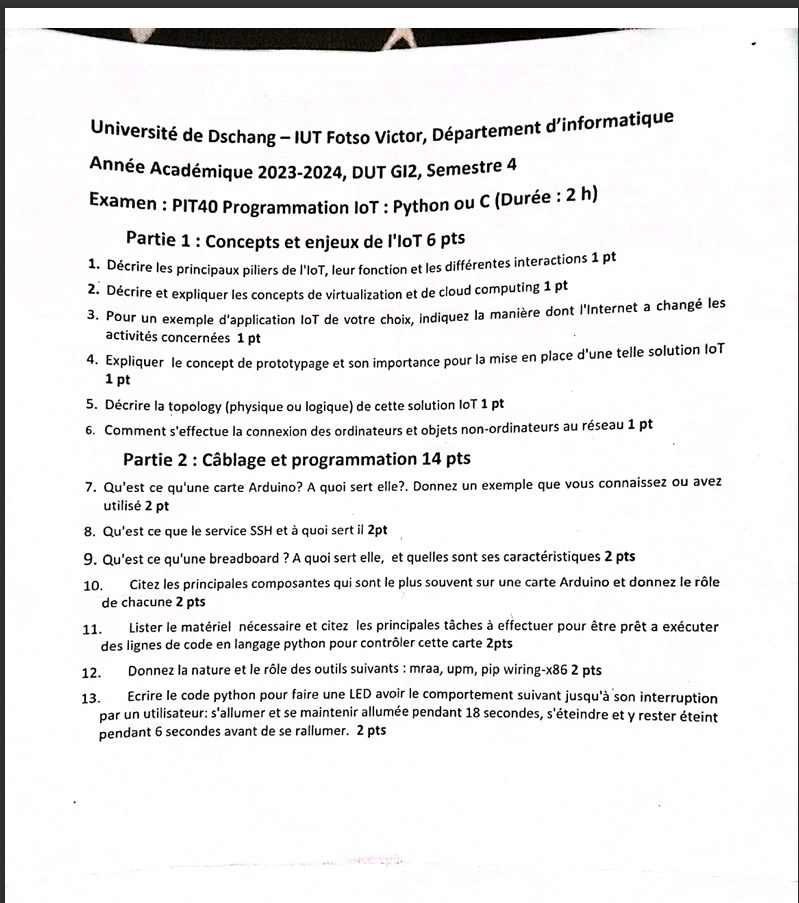 Université de Dschang – IUT Fotso Victor, Département d'informatique
Année Académique 2023-2024, DUT GI2, Semestre 4
Examen : PIT40 Programmation IoT : Python ou C (Durée : 2 h)
Partie 1 : Concepts et enjeux de l'IoT 6 pts
1. Décrire les principaux piliers de l'IoT, leur fonction et les différentes interactions 1 pt
2. Décrire et expliquer les concepts de virtualization et de cloud computing 1 pt
3. Pour un exemple d'application IoT de votre choix, indiquez la manière dont l'Internet a changé les
activités concernées 1 pt
4. Expliquer le concept de prototypage et son importance pour la mise en place d'une telle solution IoT
1 pt
5. Décrire la topology (physique ou logique) de cette solution IoT 1 pt
6. Comment s'effectue la connexion des ordinateurs et objets non-ordinateurs au réseau 1 pt
Partie 2 : Câblage et programmation 14 pts
7. Qu'est ce qu'une carte Arduino? A quoi sert elle?. Donnez un exemple que vous connaissez ou avez
utilisé 2 pt
8. Qu'est ce que le service SSH et à quoi sert il 2pt
9. Qu'est ce qu'une breadboard ? A quoi sert elle, et quelles sont ses caractéristiques 2 pts
10. Citez les principales composantes qui sont le plus souvent sur une carte Arduino et donnez le rôle
de chacune 2 pts
11. Lister le matériel nécessaire et citez les principales tâches à effectuer pour être prêt a exécuter
des lignes de code en langage python pour contrôler cette carte 2pts
12. Donnez la nature et le rôle des outils suivants : mraa, upm, pip wiring-x86 2 pts
13. Ecrire le code python pour faire une LED avoir le comportement suivant jusqu'à son interruption
par un utilisateur: s'allumer et se maintenir allumée pendant 18 secondes, s'éteindre et y rester éteint
pendant 6 secondes avant de se rallumer. 2 pts